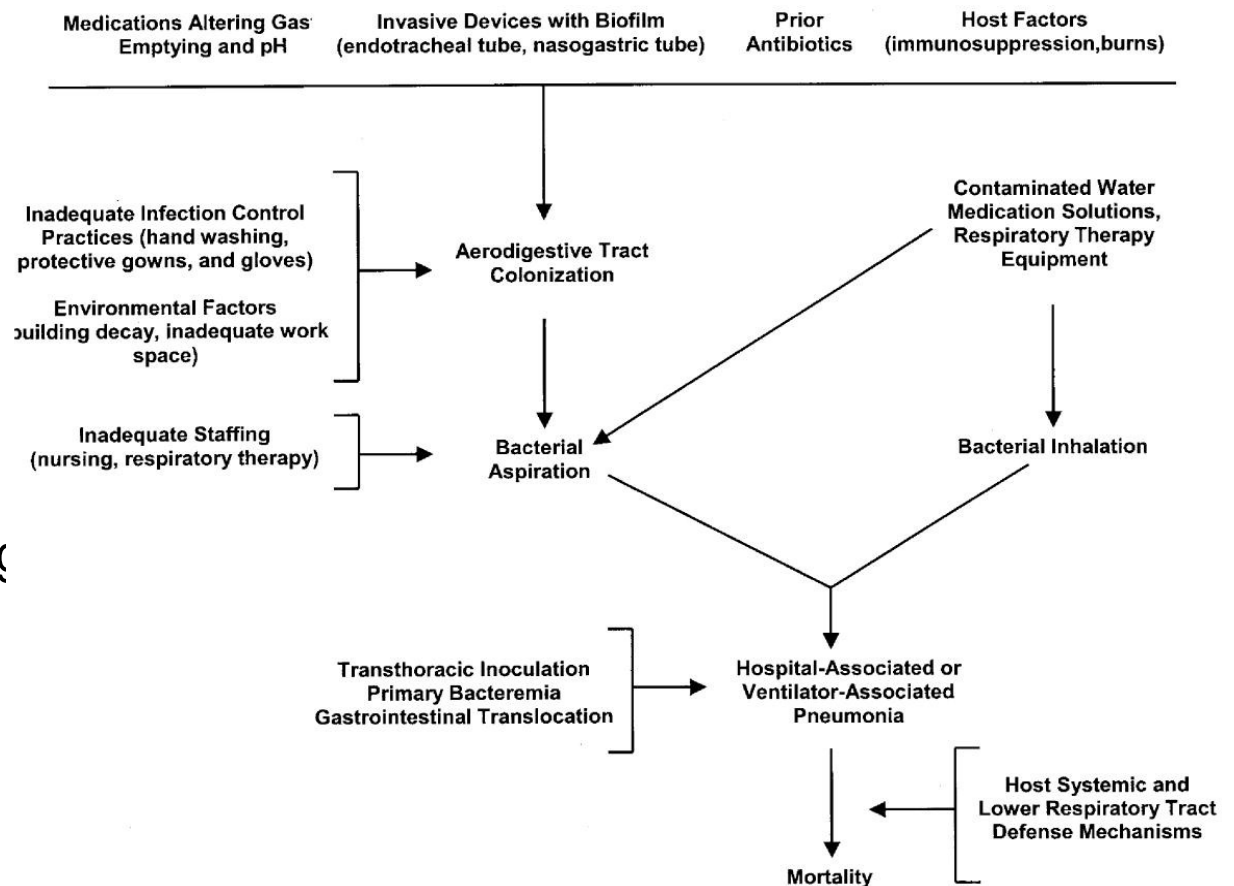 Medications Altering Gas
Emptying and pH
Invasive Devices with Biofilm
(endotracheal tube, nasogastric tube)
Prior
Antibiotics
Host Factors
(immunosuppression,burns)
Inadequate Infection Control
Practices (hand washing,
protective gowns, and gloves)
Environmental Factors
building decay, inadequate work
space)
Aerodigestive Tract
Colonization
Contaminated Water
Medication Solutions,
Respiratory Therapy
Equipment
Inadequate Staffing
(nursing, respiratory therapy)
Bacterial
Aspiration
Bacterial Inhalation
Transthoracic Inoculation
Primary Bacteremia
Gastrointestinal Translocation
Hospital-Associated or
Ventilator-Associated
Pneumonia
Host Systemic and
Lower Respiratory Tract
Defense Mechanisms
Mortality